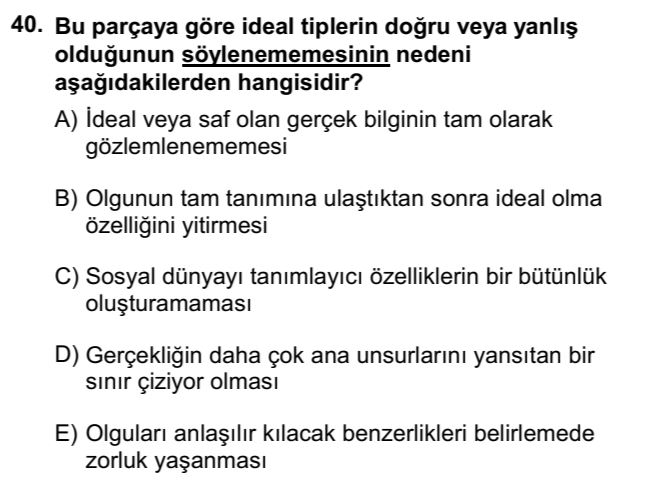 40. Bu parçaya göre ideal tiplerin doğru veya yanlış
olduğunun söylenememesinin nedeni
aşağıdakilerden hangisidir?
A) İdeal veya saf olan gerçek bilginin tam olarak
gözlemlenememesi
B) Olgunun tam tanımına ulaştıktan sonra ideal olma
özelliğini yitirmesi
C) Sosyal dünyayı tanımlayıcı özelliklerin bir bütünlük
oluşturamaması
D) Gerçekliğin daha çok ana unsurlarını yansıtan bir
sınır çiziyor olması
E) Olguları anlaşılır kılacak benzerlikleri belirlemede
zorluk yaşanması